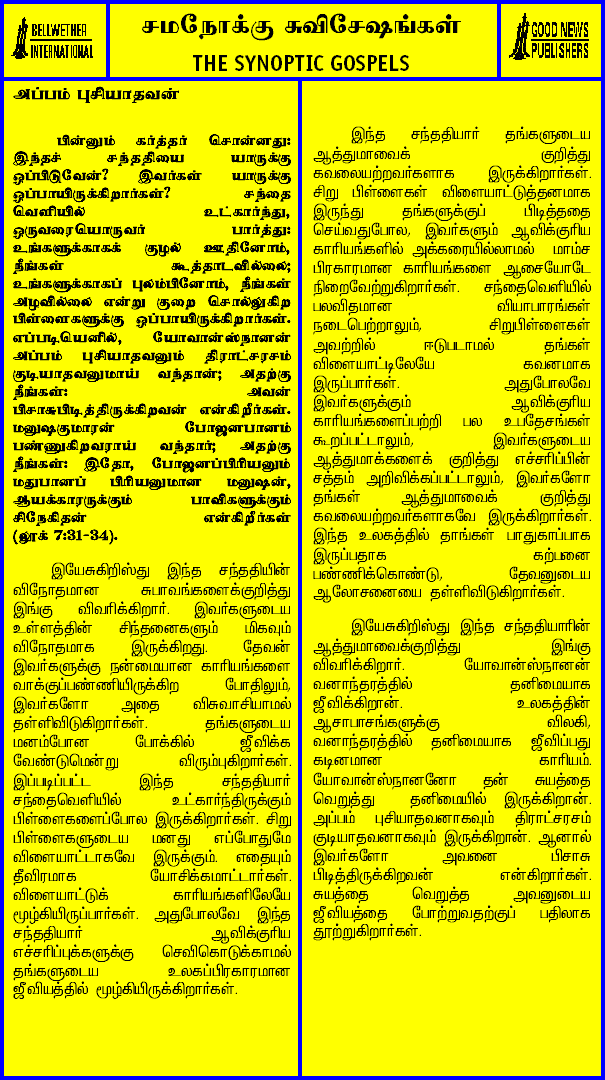 BELLWETHER
INTERNATIONAL
சமநோக்கு சுவிசேஷங்கள்
THE SYNOPTIC GOSPELS
GOOD NEWS
PUBLISHERS
அப்பம் புசியாதவன்
பின்னும் கர்த்தர் சொன்னது:
இந்தச் சந்ததியை யாருக்கு
ஒப்பிடுவேன்? இவர்கள் யாருக்கு
ஒப்பாயிருக்கிறார்கள்? சந்தை
வெளியில் உட்கார்ந்து,
ஒருவரையொருவர் பார்த்து:
உங்களுக்காகக் குழல் ஊதினோம்,
நீங்கள் கூத்தாடவில்லை;
உங்களுக்காகப் புலம்பினோம், நீங்கள்
அழவில்லை என்று குறை சொல்லுகிற
பிள்ளைகளுக்கு ஒப்பாயிருக்கிறார்கள்.
எப்படியெனில், யோவான்ஸ்நானன்
அப்பம் புசியாதவனும் திராட்சரசம்
குடியாதவனுமாய் வந்தான்; அதற்கு
நீங்கள்: அவன்
பிசாசுபிடித்திருக்கிறவன் என்கிறீர்கள்.
மனுஷகுமாரன் போஜனபானம்
பண்ணுகிறவராய் வந்தார்; அதற்கு
நீங்கள்: இதோ, போஜனப்பிரியனும்
மதுபானப் பிரியனுமான மனுஷன்,
ஆயக்காரருக்கும் பாவிகளுக்கும்
சிநேகிதன் என்கிறீர்கள்
(லூக் 7:31-34).
இயேசுகிறிஸ்து இந்த சந்ததியின்
விநோதமான சுபாவங்களைக்குறித்து
இங்கு விவரிக்கிறார். இவர்களுடைய
உள்ளத்தின் சிந்தனைகளும் மிகவும்
விநோதமாக இருக்கிறது. தேவன்
இவர்களுக்கு நன்மையான காரியங்களை
வாக்குப்பண்ணியிருக்கிற போதிலும்,
இவர்களோ அதை விசுவாசியாமல்
தள்ளிவிடுகிறார்கள். தங்களுடைய
மனம்போன போக்கில் ஜீவிக்க
வேண்டுமென்று விரும்புகிறார்கள்.
இப்படிப்பட்ட இந்த சந்ததியார்
சந்தைவெளியில் உட்கார்ந்திருக்கும்
பிள்ளைகளைப்போல இருக்கிறார்கள். சிறு
பிள்ளைகளுடைய மனது எப்போதுமே
விளையாட்டாகவே இருக்கும். எதையும்
தீவிரமாக யோசிக்கமாட்டார்கள்.
விளையாட்டுக் காரியங்களிலேயே
மூழ்கியிருப்பார்கள். அதுபோலவே இந்த
சந்ததியார் ஆவிக்குரிய
எச்சரிப்புக்களுக்கு செவிகொடுக்காமல்
தங்களுடைய உலகப்பிரகாரமான
ஜீவியத்தில் மூழ்கியிருக்கிறார்கள்.
இந்த சந்ததியார் தங்களுடைய
ஆத்துமாவைக் குறித்து
கவலையற்றவர்களாக இருக்கிறார்கள்.
சிறு பிள்ளைகள் விளையாட்டுத்தனமாக
இருந்து தங்களுக்குப் பிடித்ததை
செய்வதுபோல, இவர்களும் ஆவிக்குரிய
காரியங்களில் அக்கரையில்லாமல் மாம்ச
பிரகாரமான காரியங்களை ஆசையோடே
நிறைவேற்றுகிறார்கள். சந்தைவெளியில்
பலவிதமான வியாபாரங்கள்
நடைபெற்றாலும், சிறுபிள்ளைகள்
அவற்றில் ஈடுபடாமல் தங்கள்
விளையாட்டிலேயே கவனமாக
இருப்பார்கள். அதுபோலவே
இவர்களுக்கும் ஆவிக்குரிய
காரியங்களைப்பற்றி பல உபதேசங்கள்
கூறப்பட்டாலும், இவர்களுடைய
ஆத்துமாக்களைக் குறித்து எச்சரிப்பின்
சத்தம் அறிவிக்கப்பட்டாலும், இவர்களோ
தங்கள் ஆத்துமாவைக் குறித்து
கவலையற்றவர்களாகவே இருக்கிறார்கள்.
இந்த உலகத்தில் தாங்கள் பாதுகாப்பாக
இருப்பதாக கற்பனை
பண்ணிக்கொண்டு, தேவனுடைய
ஆலோசனையை தள்ளிவிடுகிறார்கள்.
இயேசுகிறிஸ்து இந்த சந்ததியாரின்
ஆத்துமாவைக்குறித்து இங்கு
விவரிக்கிறார். யோவான்ஸ்நானன்
வனாந்தரத்தில் தனிமையாக
ஜீவிக்கிறான். உலகத்தின்
ஆசாபாசங்களுக்கு விலகி,
வனாந்தரத்தில் தனிமையாக ஜீவிப்பது
கடினமான காரியம்.
யோவான்ஸ்நானனோ தன் சுயத்தை
வெறுத்து தனிமையில் இருக்கிறான்.
அப்பம் புசியாதவனாகவும் திராட்சரசம்
குடியாதவனாகவும் இருக்கிறான். ஆனால்
இவர்களோ அவனை பிசாசு
பிடித்திருக்கிறவன் என்கிறார்கள்.
சுயத்தை வெறுத்த அவனுடைய
ஜீவியத்தை போற்றுவதற்குப் பதிலாக
தூற்றுகிறார்கள்.